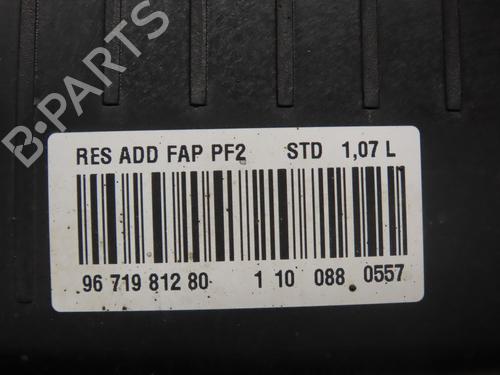 B-PARTS
RES ADD FAP PF2 STD 1,07 L
96 719 812 80 1 10 088 0557